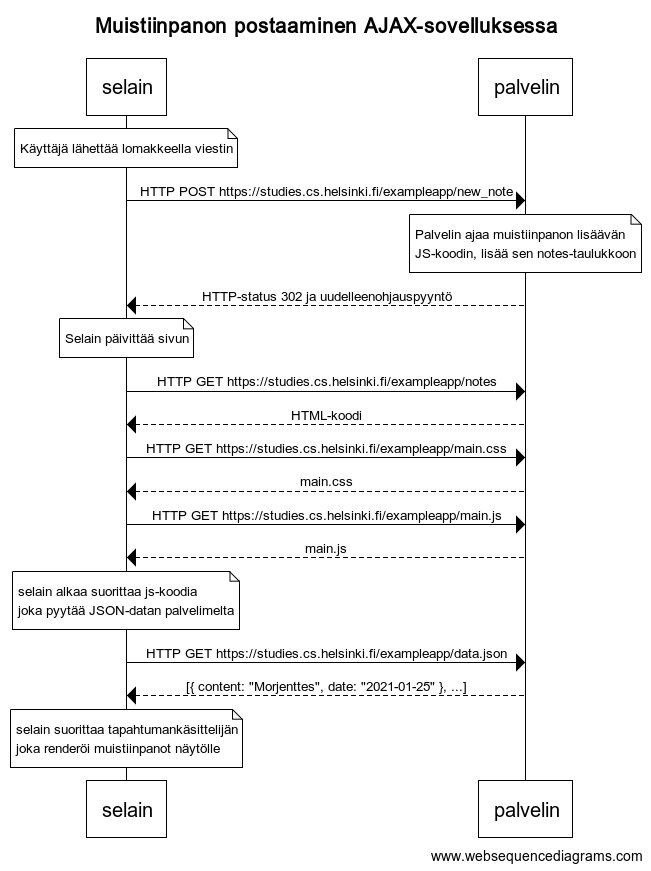 Muistiinpanon postaaminen AJAX-sovelluksessa
selain
palvelin
Käyttäjä lähettää lomakkeella viestin
HTTP POST https://studies.cs.helsinki.fi/exampleapp/new_note
Palvelin ajaa muistiinpanon lisäävän
JS-koodin, lisää sen notes-taulukkoon
HTTP-status 302 ja uudelleenohjauspyyntö
Selain päivittää sivun
HTTP GET https://studies.cs.helsinki.fi/exampleapp/notes
HTML-koodi
HTTP GET https://studies.cs.helsinki.fi/exampleapp/main.css
main.css
HTTP GET https://studies.cs.helsinki.fi/exampleapp/main.js
main.js
selain alkaa suorittaa js-koodia
joka pyytää JSON-datan palvelimelta
HTTP GET https://studies.cs.helsinki.fi/exampleapp/data.json
[{ content: "Morjenttes", date: "2021-01-25" }, ...]
selain suorittaa tapahtumankäsittelijän
joka renderöi muistiinpanot näytölle
selain
palvelin
www.websequencediagrams.com